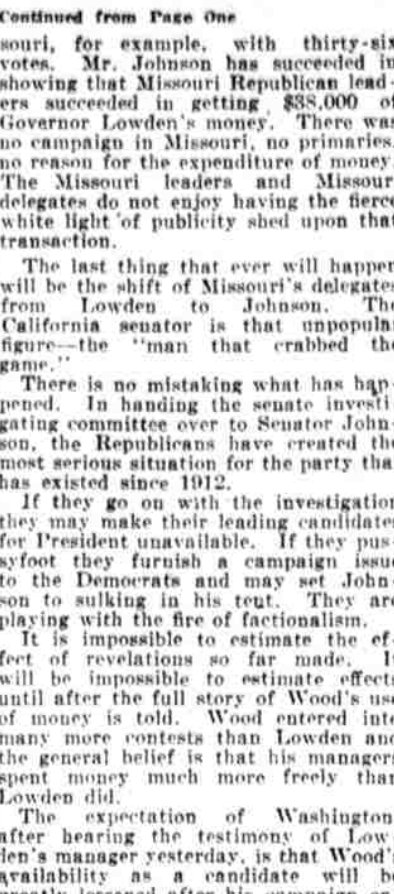 Continued from Page One
souri, for example, with thirty-six
votes. Mr. Johnson has succeeded in
showing that Missouri Republican lead-
ers succeeded in getting $38,000 of
Governor Lowden's money. There was
no campaign in Missouri, no primaries,
no reason for the expenditure of money.
The Missouri leaders and Missour
delegates do not enjoy having the fierce
white light of publicity shed upon that
transaction.
The last thing that ever will happen
will be the shift of Missouri's delegates
from Lowden to Johnson. The
California senator is that unpopular
figure—the "man that crabbed the
game."
There is no mistaking what has hap-
pened. In handing the senate investi-
gating committee over to Senator John-
son, the Republicans have created the
most serious situation for the party tha
has existed since 1912.
If they go on with the investigation
they may make their leading candidates
for President unavailable. If they pus-
syfoot they furnish a campaign issue
to the Democrats and may set John-
son to sulking in his tent. They are
playing with the fire of factionalism.
It is impossible to estimate the ef-
fect of revelations so far made. It
will be impossible to estimate effects
until after the full story of Wood's use
of money is told. Wood entered into
many more contests than Lowden and
the general belief is that his managers
spent money much more freely than
Lowden did.
The expectation of Washington,
after hearing the testimony of Low-
den's manager yesterday, is that Wood's
availability as a candidate will be